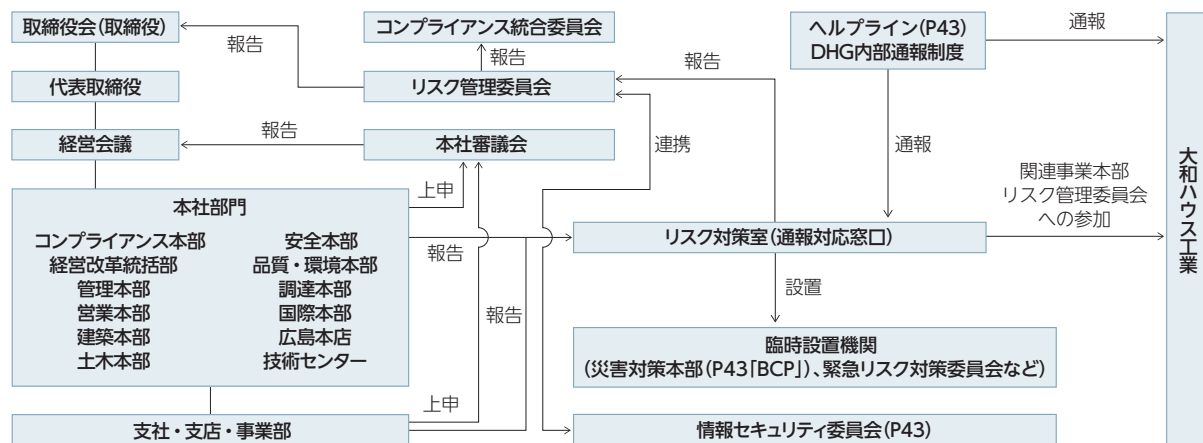 取締役会(取締役)
報告
コンプライアンス統合委員会
報告
ヘルプライン(P43)
DHG内部通報制度
通報
代表取締役
リスク管理委員会
報告
経営会議
報告
本社審議会
連携
通報
上申
関連事業本部
リスク管理委員会
への参加
大和ハウス工業
本社部門
コンプライアンス本部
経営改革統括部
管理本部
営業本部
建築本部
土木本部
安全本部
品質・環境本部
調達本部
国際本部
広島本店
技術センター
報告
リスク対策室(通報対応窓口)
設置
報告
臨時設置機関
(災害対策本部(P43「BCP」)、緊急リスク対策委員会など)
上申
支社・支店・事業部
情報セキュリティ委員会(P43)